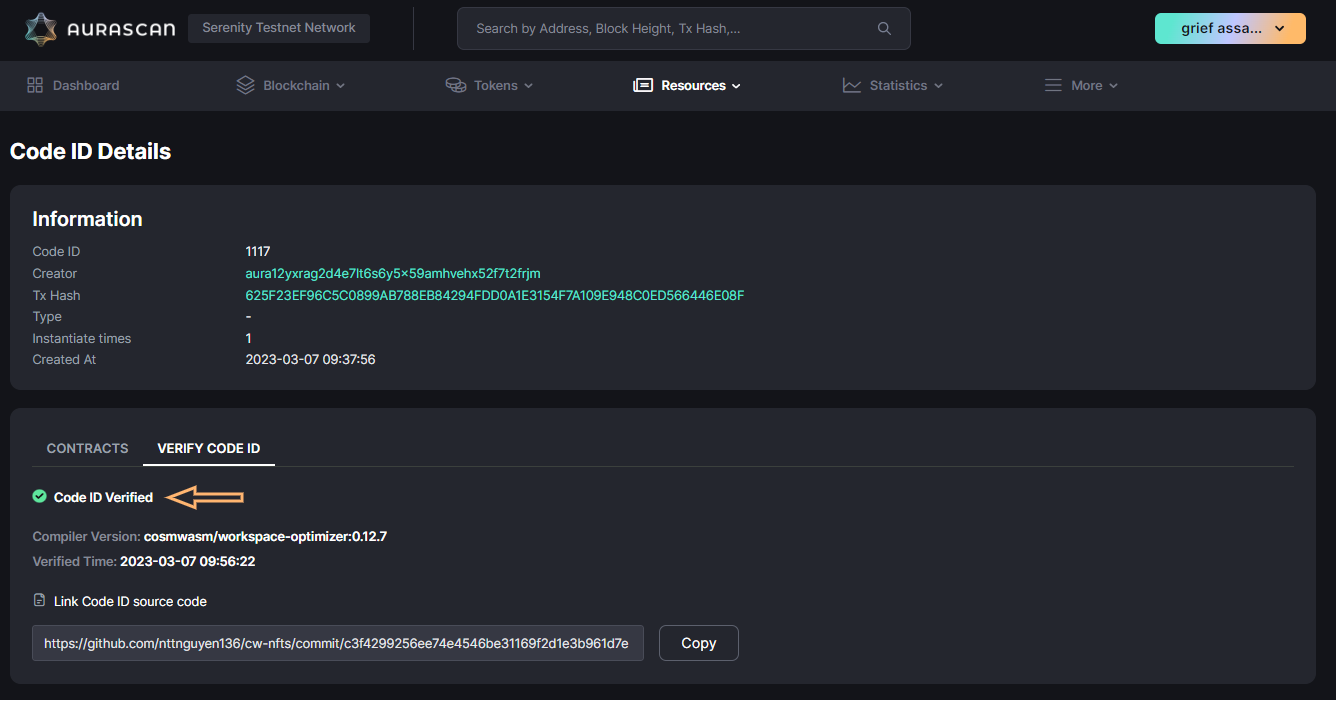 AURASCAN
Serenity Testnet Network
Search by Address, Block Height, Tx Hash,...
grief assa...
Dashboard
Blockchain
Tokens
Resources
Statistics
More
Code ID Details
Information
Code ID 1117
Creator aura12yxrag2d4e7lt6s6y5x59amhvehx52f7t2frjm
Tx Hash 625F23EF96C5C0899AB788EB84294FDD0A1E3154F7A109E948C0ED566446E08F
Type -
Instantiate times 1
Created At 2023-03-07 09:37:56
CONTRACTS
VERIFY CODE ID
Code ID Verified
Compiler Version: cosmwasm/workspace-optimizer:0.12.7
Verified Time: 2023-03-07 09:56:22
Link Code ID source code
https://github.com/nttnguyen136/cw-nfts/commit/c3f4299256ee74e4546be31169f2d1e3b961d7e
Copy